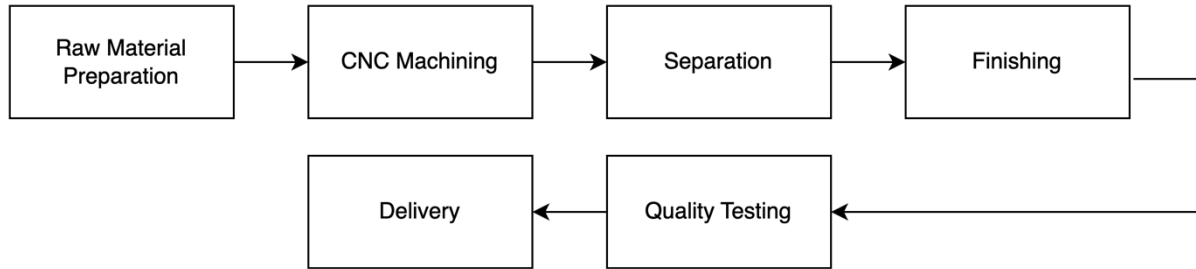 Raw Material
Preparation
CNC Machining
Separation
Finishing
Delivery
Quality Testing